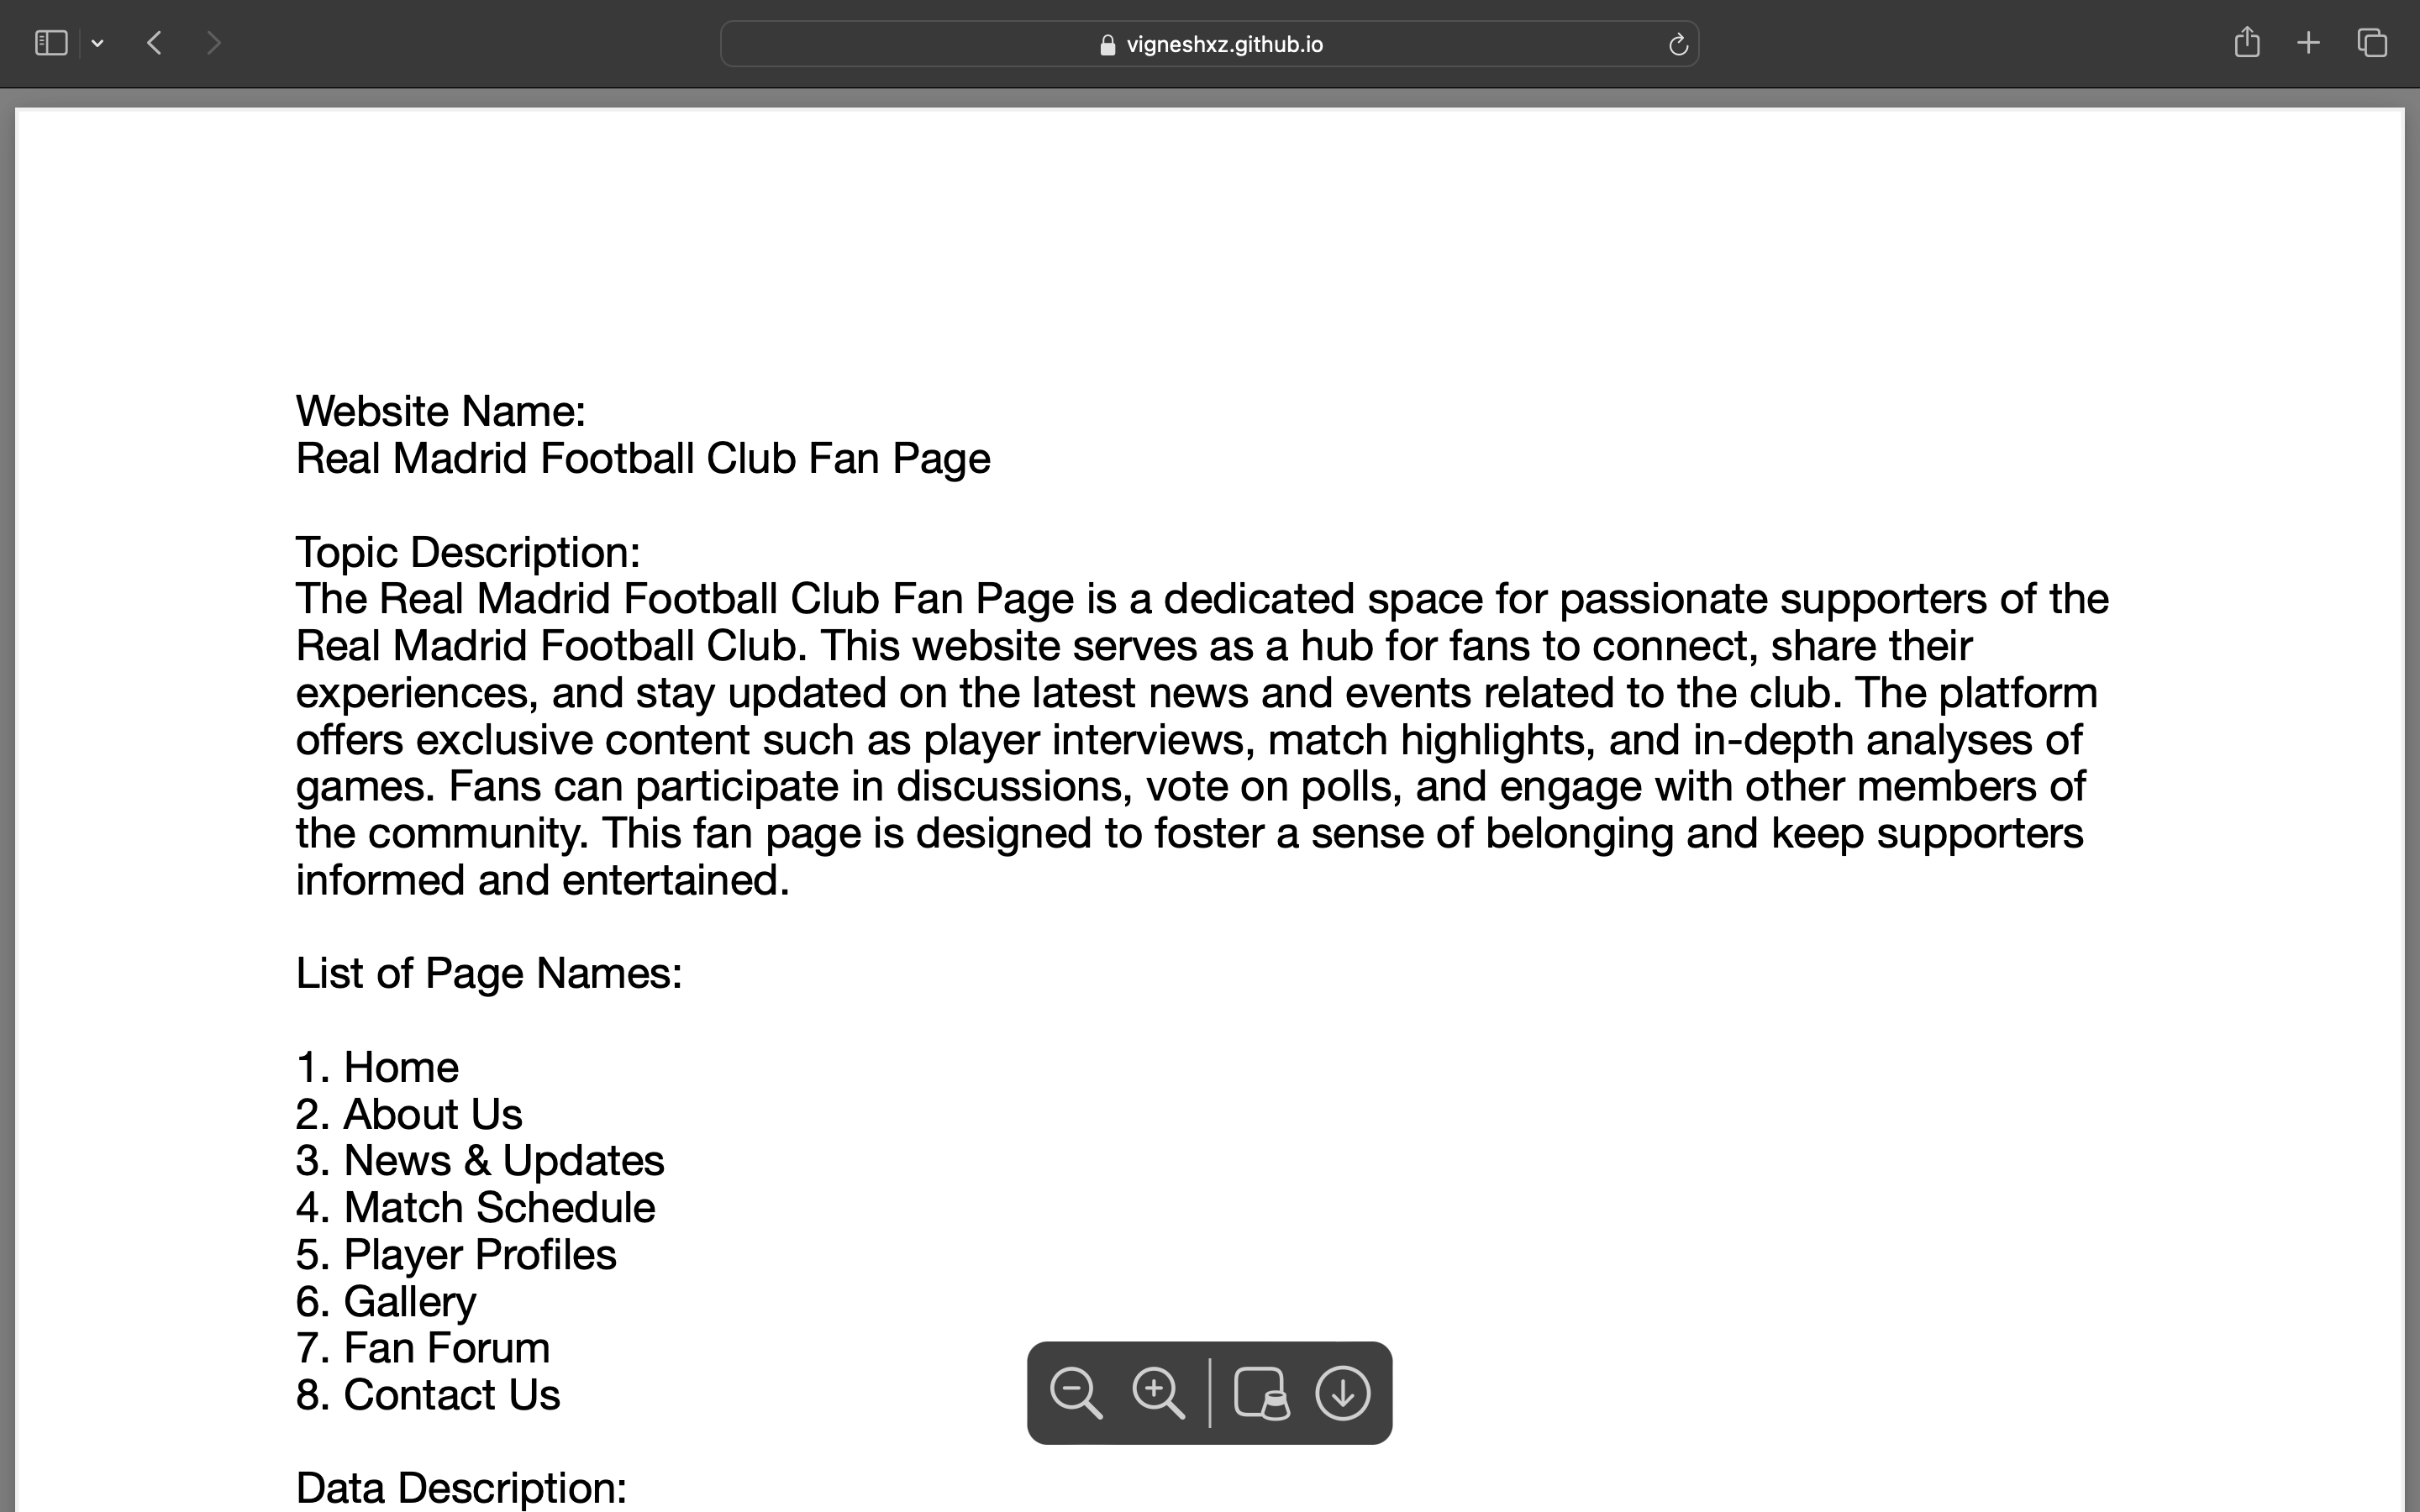 vigneshxz.github.io
Website Name:
Real Madrid Football Club Fan Page
Topic Description:
The Real Madrid Football Club Fan Page is a dedicated space for passionate supporters of the
Real Madrid Football Club. This website serves as a hub for fans to connect, share their
experiences, and stay updated on the latest news and events related to the club. The platform
offers exclusive content such as player interviews, match highlights, and in-depth analyses of
games. Fans can participate in discussions, vote on polls, and engage with other members of
the community. This fan page is designed to foster a sense of belonging and keep supporters
informed and entertained.
List of Page Names:
1. Home
2. About Us
3. News & Updates
4. Match Schedule
5. Player Profiles
6. Gallery
7. Fan Forum
8. Contact Us
Data Description: